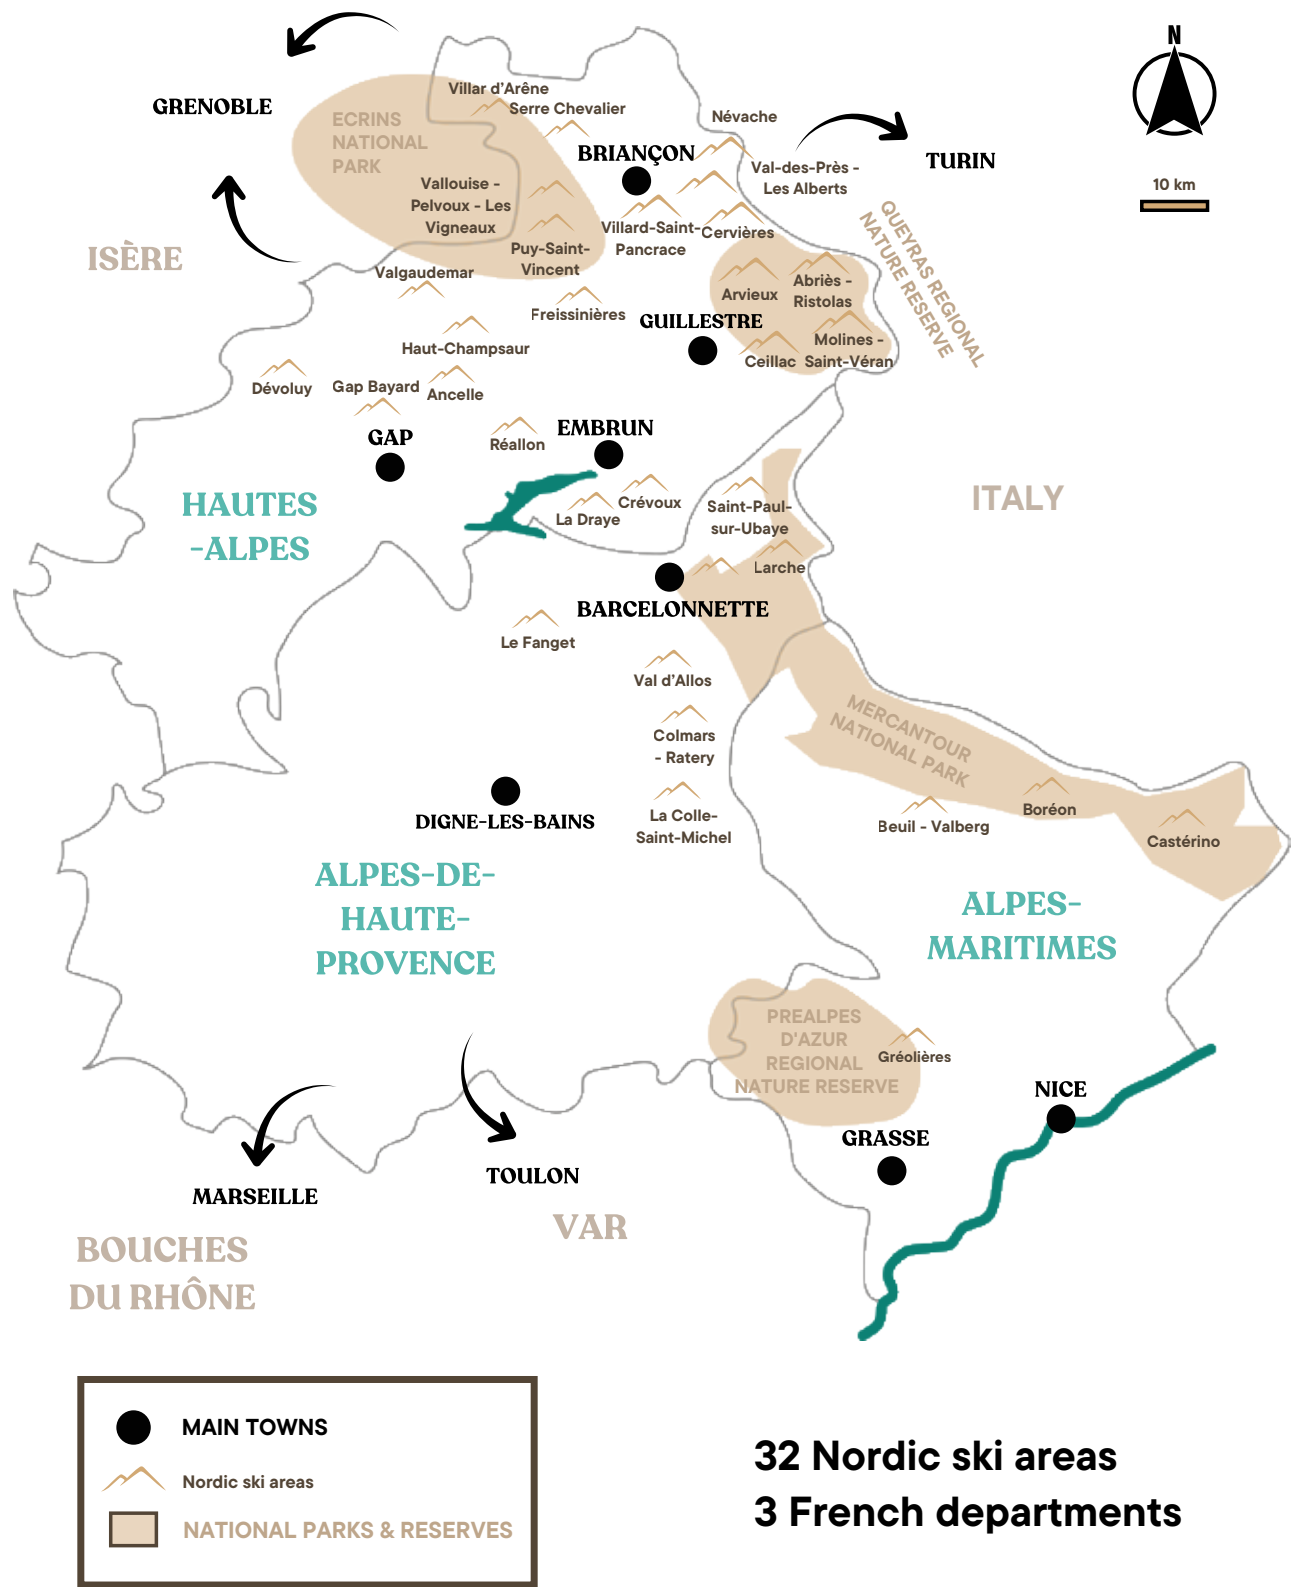 N
10 km
GRENOBLE
TURIN
ISÈRE
ITALY
ECRINS
NATIONAL
PARK
Villar d'Arêne
Serre Chevalier
Névache
BRIANÇON
Val-des-Près -
Les Alberts
Vallouise -
Pelvoux - Les
Vigneaux
Puy-Saint-
Vincent
Villard-Saint-
Pancrace
Cervières
QUEYRAS REGIONAL
NATURE RESERVE
Valgaudemar
Freissinières
Arvieux
Abriès -
Ristolas
GUILLESTRE
Molines -
Saint-Véran
Ceillac
Haut-Champsaur
Dévoluy
Gap Bayard
Ancelle
GAP
Réallon
EMBRUN
HAUTES
-ALPES
Crévoux
La Draye
Saint-Paul-
sur-Ubaye
Larche
BARCELONNETTE
Le Fanget
Val d'Allos
Colmars
- Ratery
La Colle-
Saint-Michel
MERCANTOUR
NATIONAL PARK
Beuil - Valberg
Boréon
Castérino
DIGNE-LES-BAINS
ALPES-DE-
HAUTE-
PROVENCE
ALPES-
MARITIMES
PREALPES
D'AZUR
REGIONAL
NATURE RESERVE
Gréolières
NICE
GRASSE
MARSEILLE
TOULON
VAR
BOUCHES
DU RHÔNE
MAIN TOWNS
Nordic ski areas
NATIONAL PARKS & RESERVES
32 Nordic ski areas
3 French departments